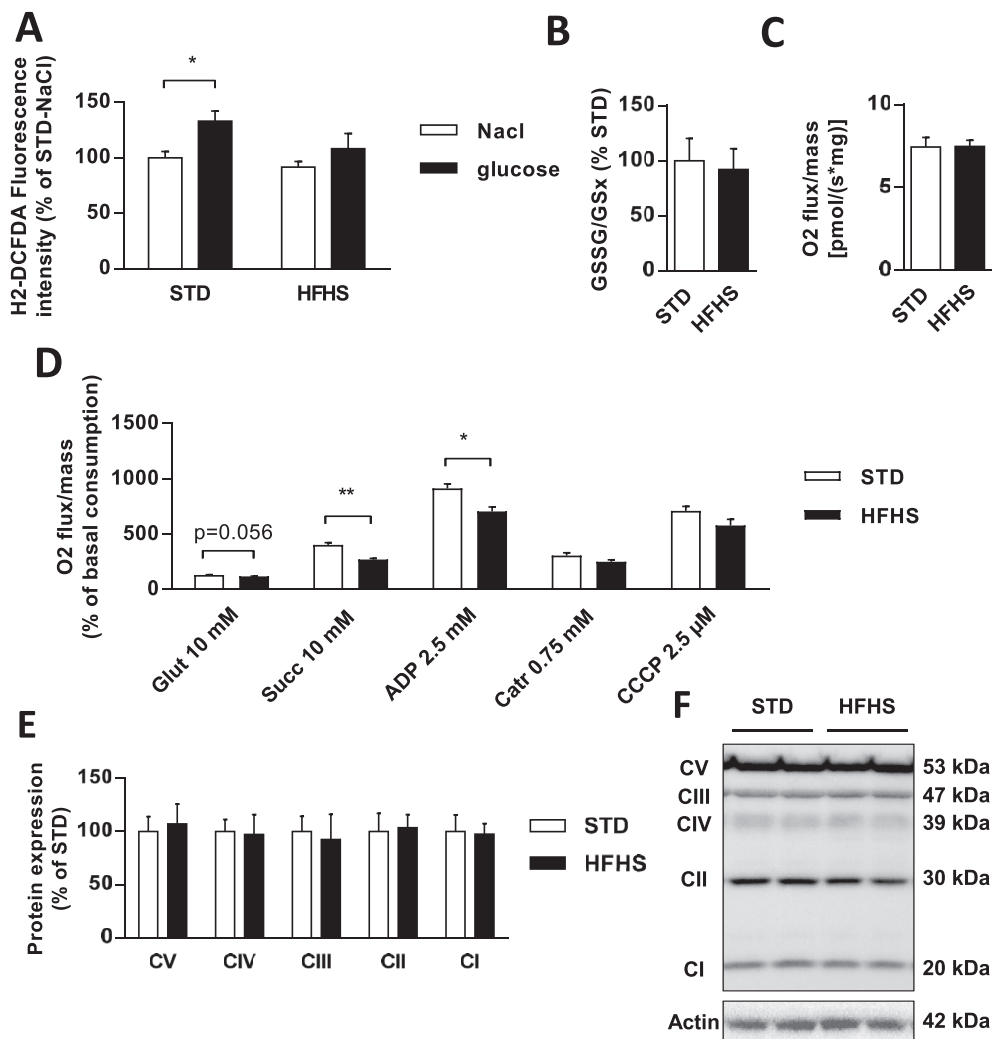 A
H2-DCFDA Fluorescence
intensity (% of STD-NaCl)
150
100
50
0
*
STD
HFHS
NacI
glucose
B
GSSG/GSx (% STD)
150
100
50
0
STD
HFHS
C
O2 flux/mass
[pmol/(s*mg)]
10
5
0
STD
HFHS
D
O2 flux/mass
(% of basal consumption)
1500
1000
500
0
p=0.056
**
*
Glut 10 mM
Succ 10 mM
ADP 2.5 mM
Catr 0.75 mM
CCCP 2.5 µM
STD
HFHS
E
Protein expression
(% of STD)
150
100
50
0
CV
CIV
CIII
CII
CI
STD
HFHS
F
STD HFHS
CV 53 kDa
CIII 47 kDa
CIV 39 kDa
CII 30 kDa
CI 20 kDa
Actin 42 kDa